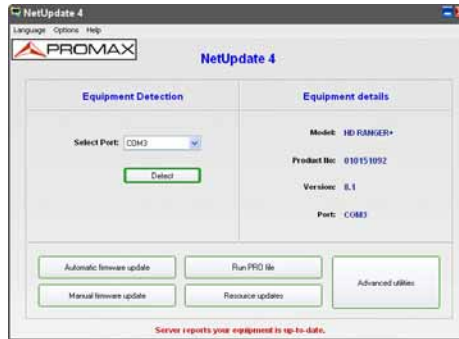 NetUpdate 4
Language Options Help
PROMAX
NetUpdate 4
Equipment Detection
Select Port: COM3
Detect
Equipment details
Model: HD RANGER+
Product No: 010151092
Version: 8.1
Port: COM3
Automatic firmware update
Run PRO file
Advanced utilities
Manual firmware update
Resource updates
Server reports your equipment is up-to-date.